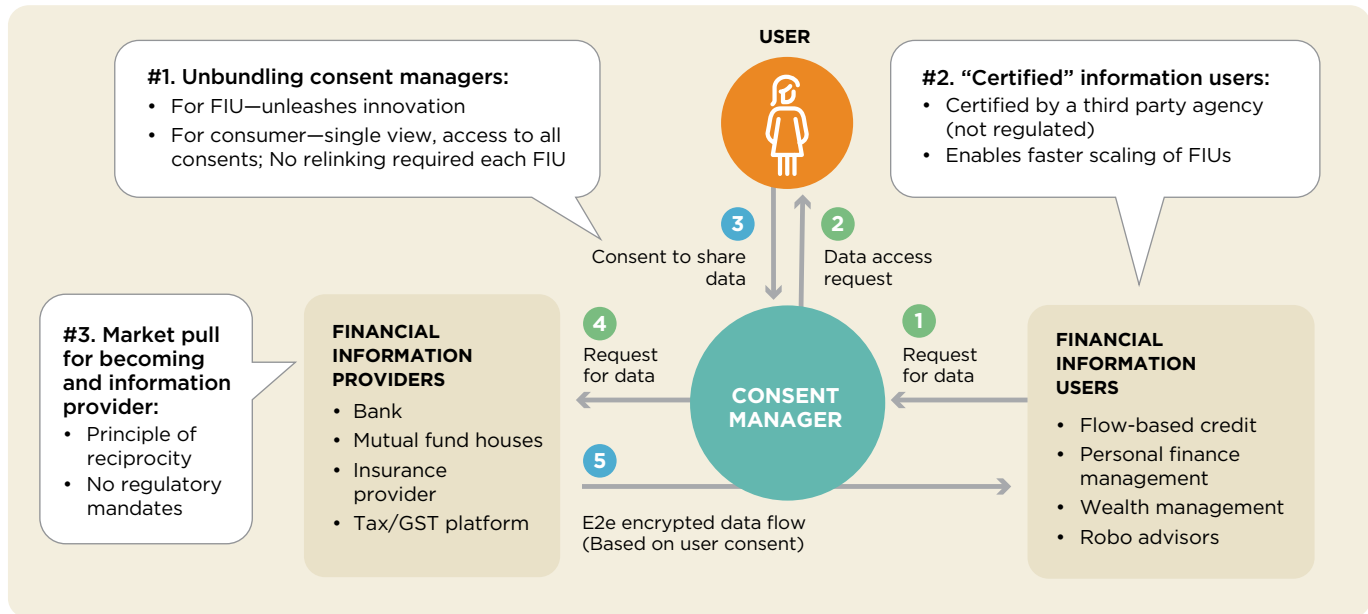 USER
#1. Unbundling consent managers:
• For FIU—unleashes innovation
• For consumer—single view, access to all
consents; No relinking required each FIU
#2. “Certified” information users:
• Certified by a third party agency
(not regulated)
• Enables faster scaling of FIUs
3
Consent to share
data
2
Data access
request
#3. Market pull
for becoming
and information
provider:
• Principle of
reciprocity
• No regulatory
mandates
FINANCIAL
INFORMATION
PROVIDERS
• Bank
• Mutual fund houses
• Insurance
provider
• Tax/GST platform
4
Request
for data
CONSENT
MANAGER
1
Request
for data
5
E2e encrypted data flow
(Based on user consent)
FINANCIAL
INFORMATION
USERS
• Flow-based credit
• Personal finance
management
• Wealth management
• Robo advisors